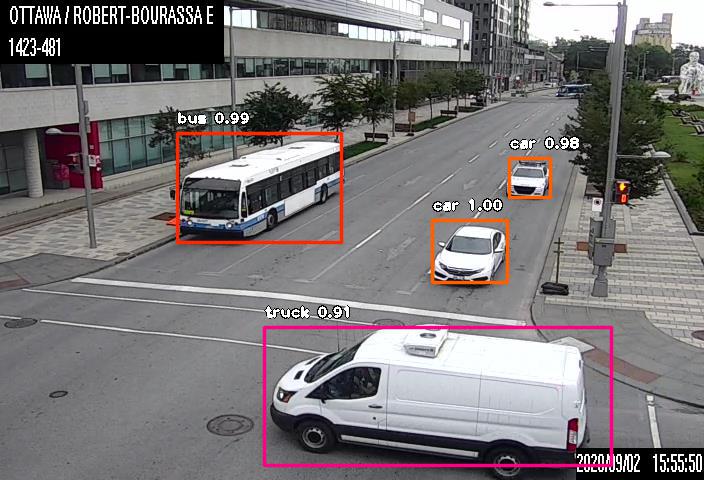 OTTAWA / ROBERT-BOURASSA E
1423-481
bus 0.99
car 0.98
car 1.00
truck 0.91
2020/09/02 15:55:50